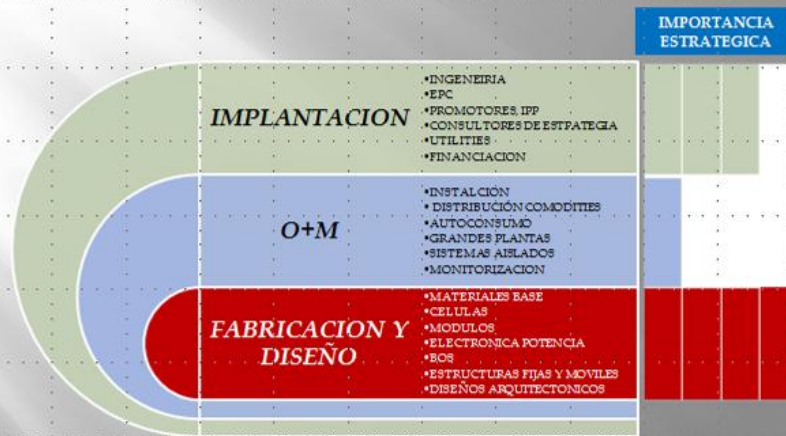 IMPORTANCIA
ESTRATEGICA
IMPLANTACION
•INGENEIRIA
•EPC
•PROMOTORES, IPP
•CONSULTORES DE ESTPATEGIA
•UTILITIES
•FINANCIACION
O+M
•INSTALCIÓN
• DISTRIBUCIÓN COMODITIES
•AUTOCONSUMO
•GRANDES PLANTAS
•SISTEMAS AISLADOS
•MONITORIZACION
FABRICACION Y
DISEÑO
•MATERIALES BASE
•CELULAS
•MODULOS
•ELECTRONICA POTENCIA
•BOS
•ESTRUCTURAS FIJAS Y MOVILES
•DISEÑOS ARQUITECTONICOS